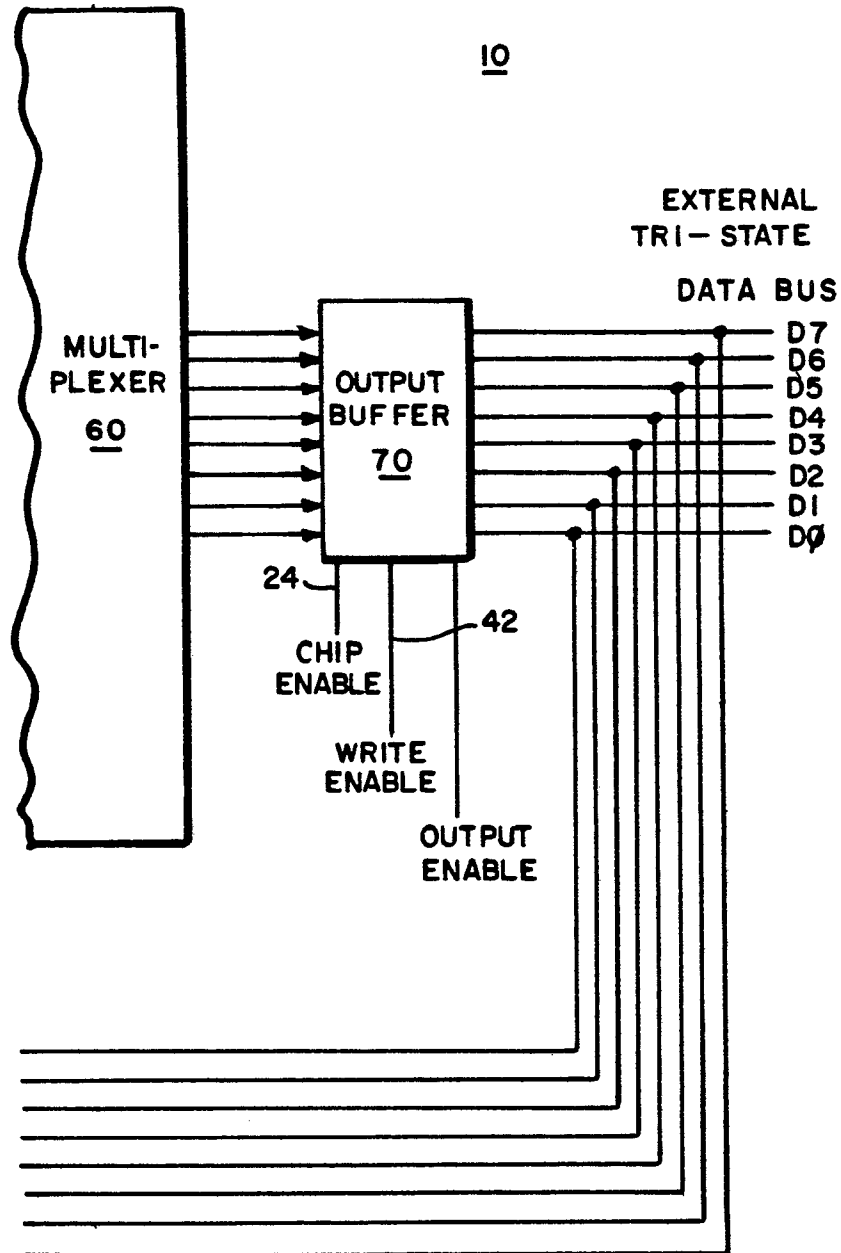 10
EXTERNAL
TRI-STATE
DATA BUS
MULTI-
PLEXER
60
OUTPUT
BUFFER
70
D7
D6
D5
D4
D3
D2
D1
DØ
24
42
CHIP
ENABLE
WRITE
ENABLE
OUTPUT
ENABLE